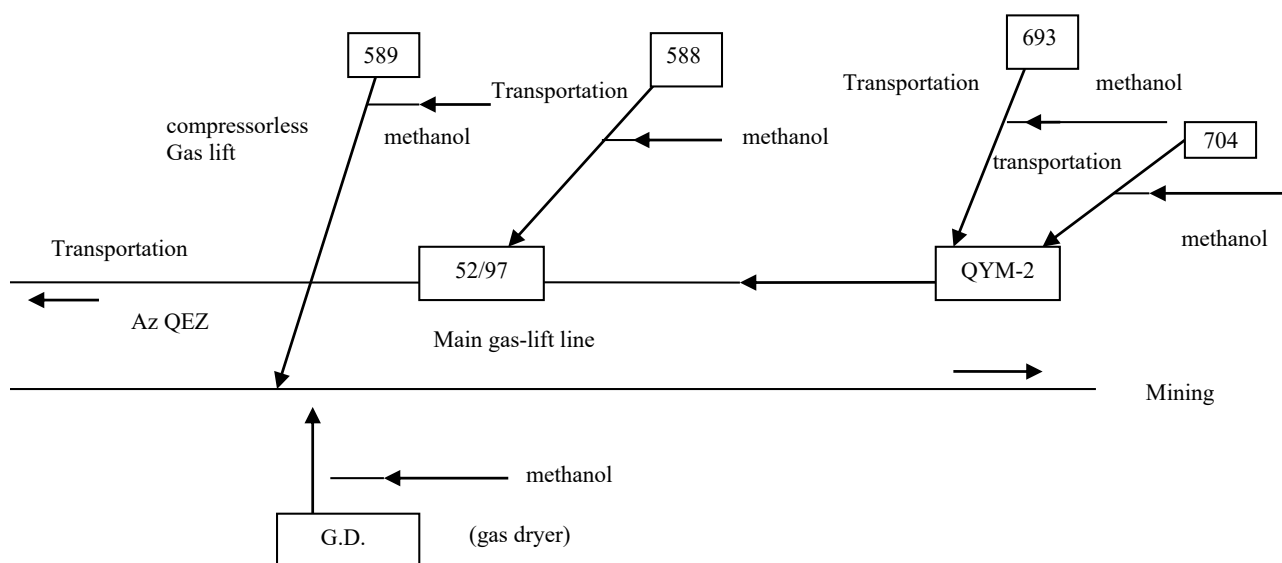 589
588
693
Transportation
Transportation
methanol
compressorless
Gas lift
methanol
methanol
704
transportation
methanol
Transportation
52/97
QYM-2
Az QEZ
Main gas-lift line
Mining
methanol
G.D.
(gas dryer)